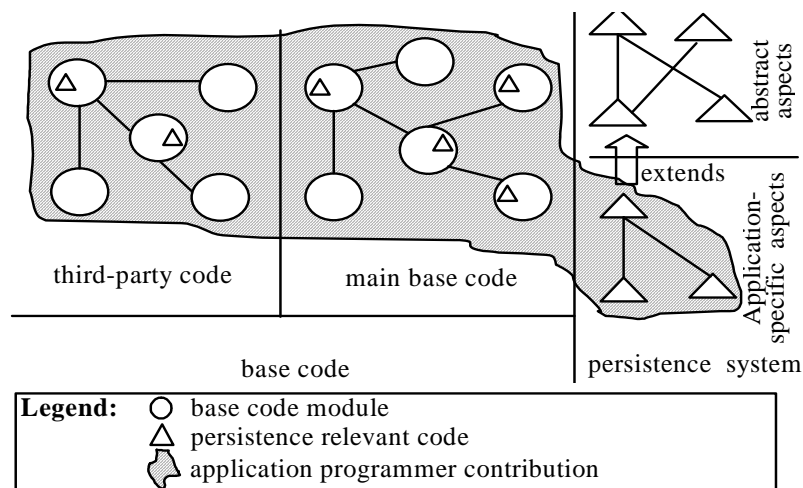 abstract aspects
extends
Application-
specific aspects
third-party code
main base code
base code
persistence system
Legend:
base code module
persistence relevant code
application programmer contribution